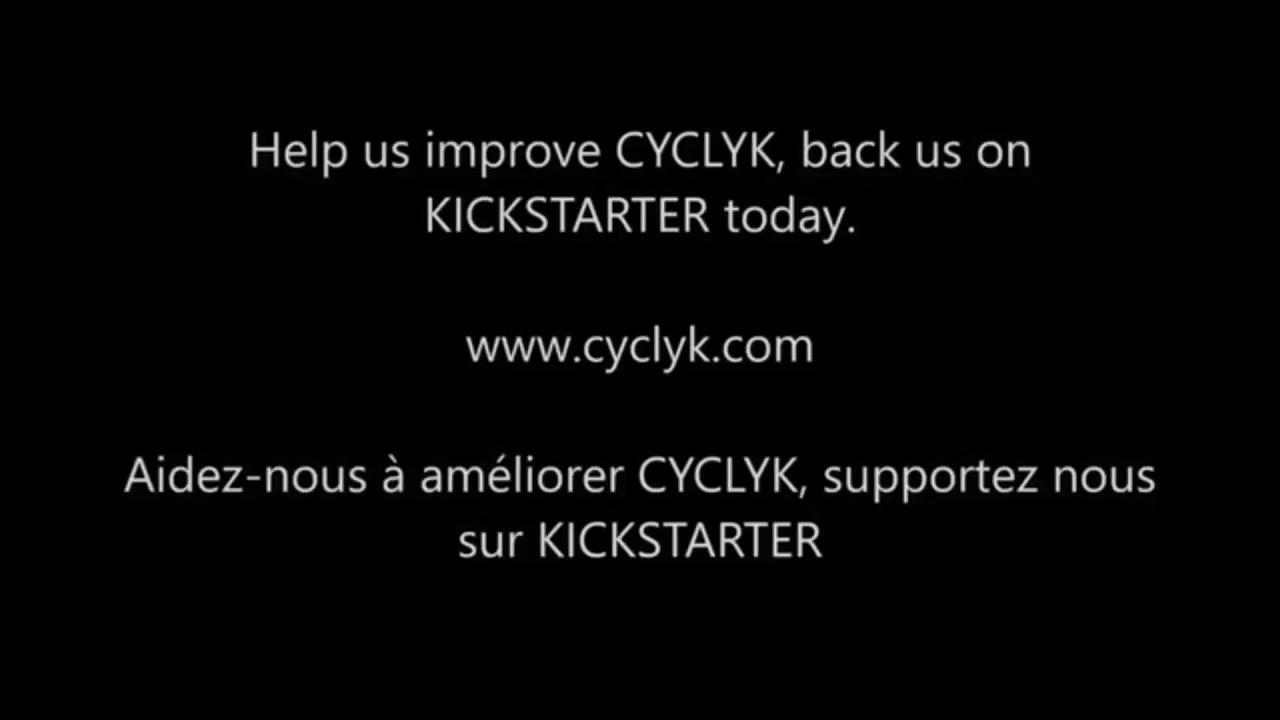 Help us improve CYCLYK, back us on
KICKSTARTER today.
www.cyclyk.com
Aidez-nous à améliorer CYCLYK, supportez nous
sur KICKSTARTER